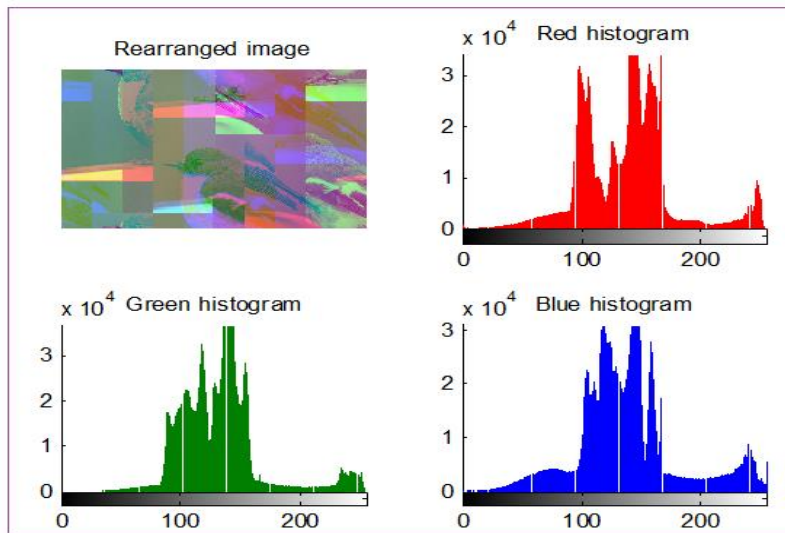 Rearranged image
x 10^4 Red histogram
3
2
1
0
0 100 200
x 10^4 Green histogram
3
2
1
0
0 100 200
x 10^4 Blue histogram
3
2
1
0
0 100 200